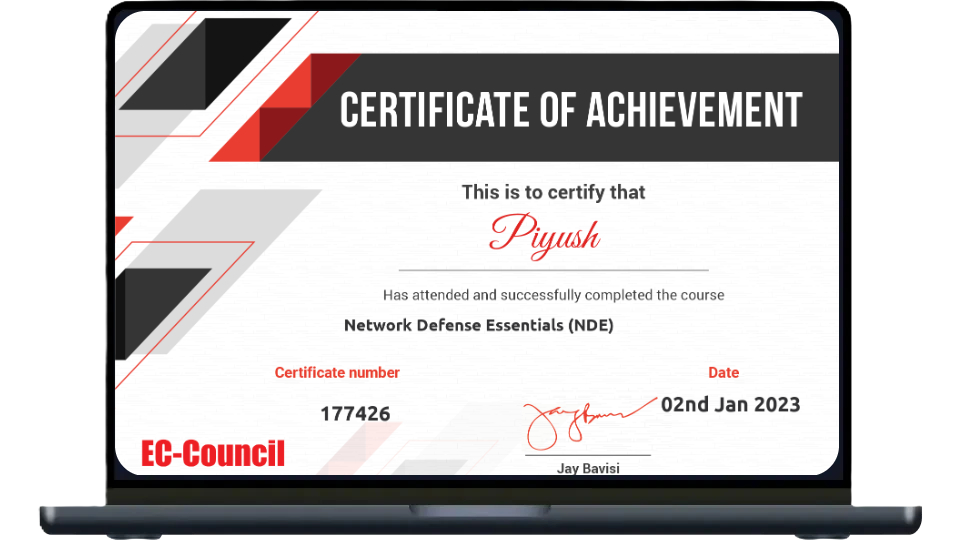 CERTIFICATE OF ACHIEVEMENT
This is to certify that
Piyush
Has attended and successfully completed the course
Network Defense Essentials (NDE)
Certificate number
Date
177426
02nd Jan 2023
EC-Council
Jay Bavisi